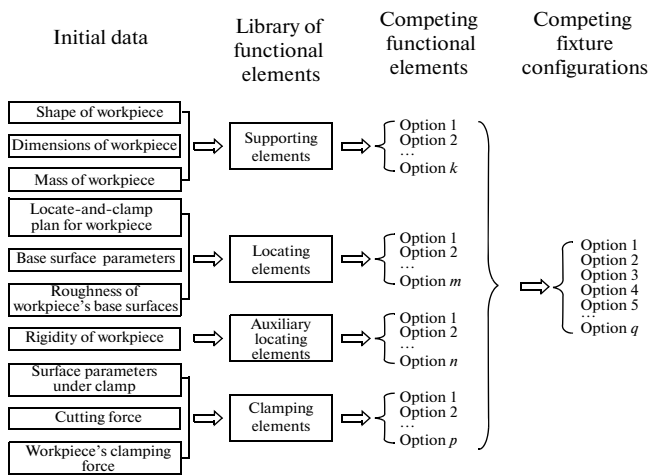 Initial data
Library of
functional
elements
Competing
functional
elements
Competing
fixture
configurations
Shape of workpiece
Dimensions of workpiece
Mass of workpiece
Supporting
elements
Option 1
Option 2
...
Option k
Locate-and-clamp
plan for workpiece
Base surface parameters
Roughness of
workpiece's base surfaces
Locating
elements
Option 1
Option 2
...
Option m
Rigidity of workpiece
Auxiliary
locating
elements
Option 1
Option 2
...
Option n
Surface parameters
under clamp
Cutting force
Workpiece's clamping
force
Clamping
elements
Option 1
Option 2
...
Option p
Option 1
Option 2
Option 3
Option 4
Option 5
...
Option q